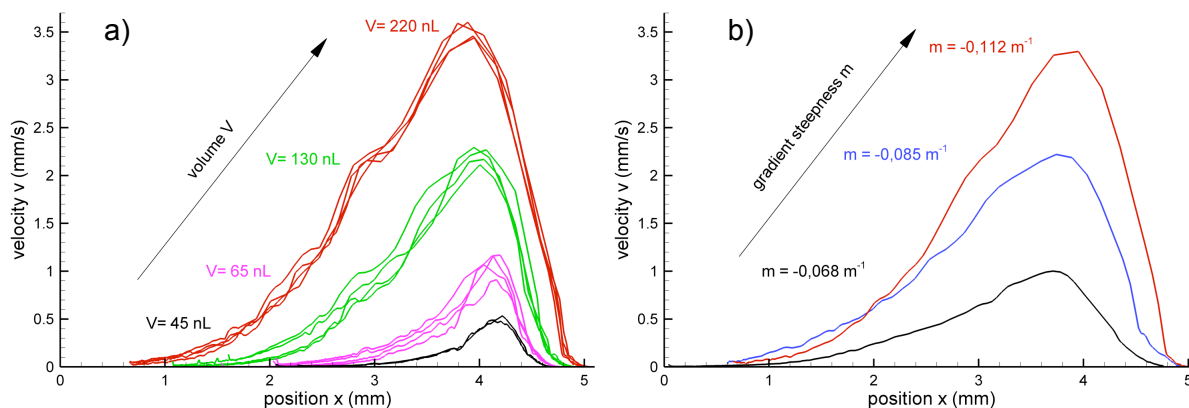 a)
V= 220 nL
volume V
V= 130 nL
V= 65 nL
V= 45 nL
velocity v (mm/s)
3.5
3
2.5
2
1.5
1
0.5
0
0 1 2 3 4 5
position x (mm)
b)
m = -0,112 m⁻¹
gradient steepness m
m = -0,085 m⁻¹
m = -0,068 m⁻¹
velocity v (mm/s)
3.5
3
2.5
2
1.5
1
0.5
0
1 2 3 4 5
position x (mm)